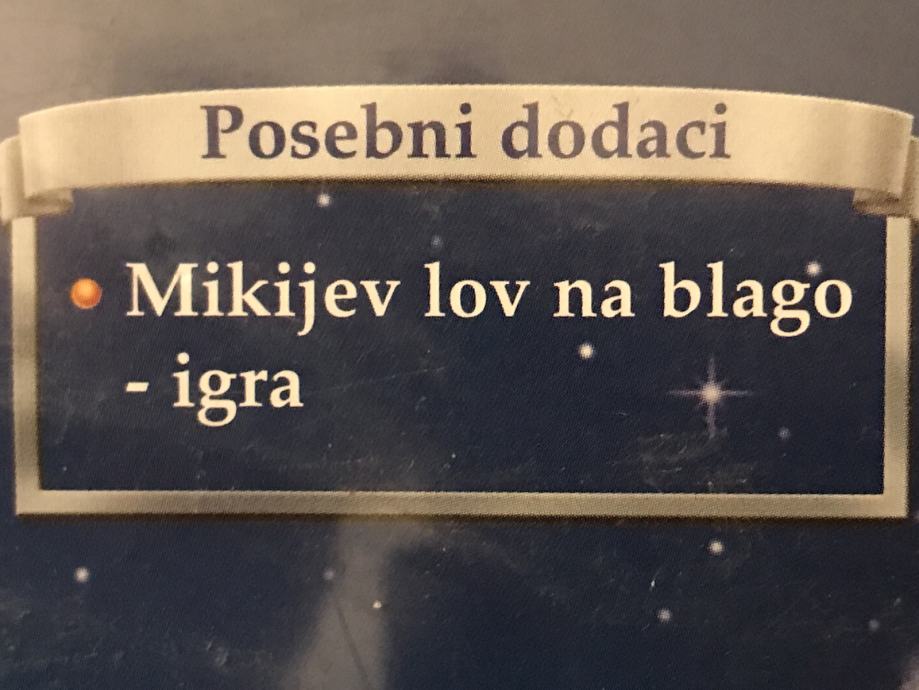 Posebni dodaci
Mikijev lov na blago
- igra